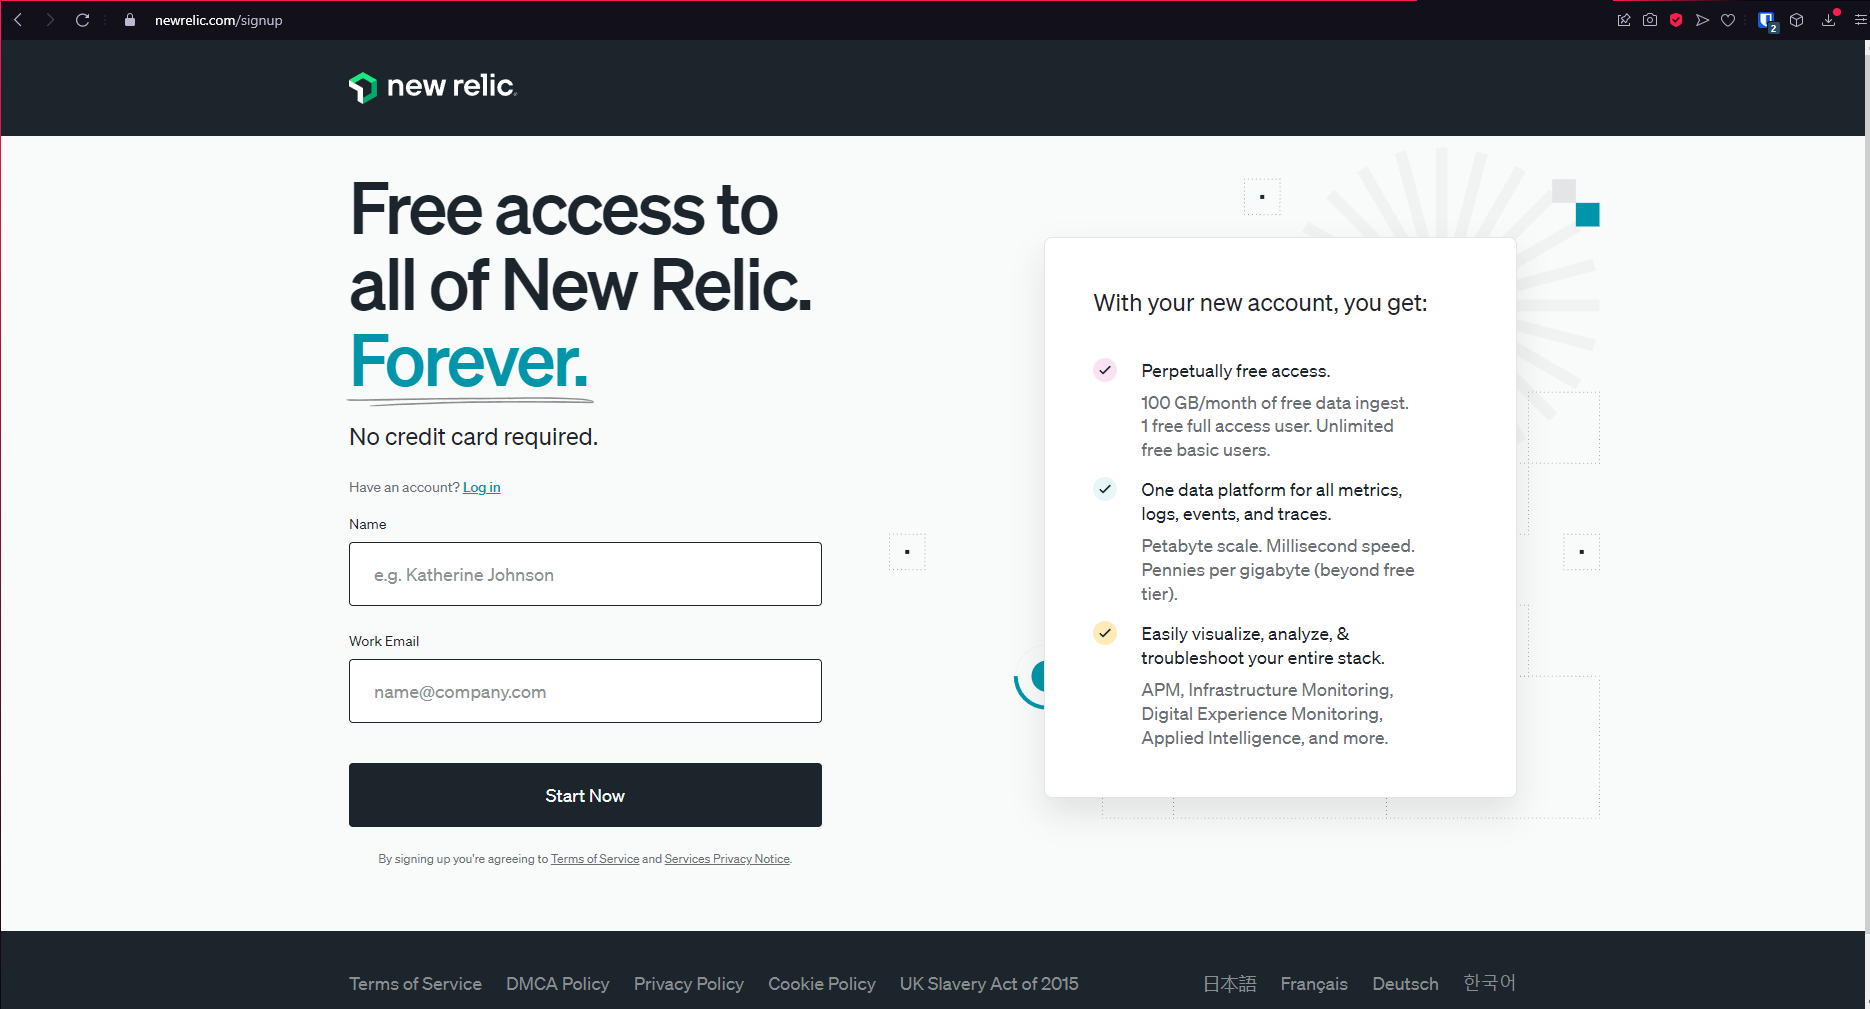 newrelic.com/signup
2
new relic.
Free access to
all of New Relic.
Forever.
No credit card required.
Have an account? Log in
Name
e.g. Katherine Johnson
Work Email
name@company.com
Start Now
By signing up you're agreeing to Terms of Service and Services Privacy Notice.
With your new account, you get:
Perpetually free access.
100 GB/month of free data ingest.
1 free full access user. Unlimited
free basic users.
One data platform for all metrics,
logs, events, and traces.
Petabyte scale. Millisecond speed.
Pennies per gigabyte (beyond free
tier).
Easily visualize, analyze, &
troubleshoot your entire stack.
APM, Infrastructure Monitoring,
Digital Experience Monitoring,
Applied Intelligence, and more.
Terms of Service DMCA Policy Privacy Policy Cookie Policy UK Slavery Act of 2015 日本語 Français Deutsch 한국어